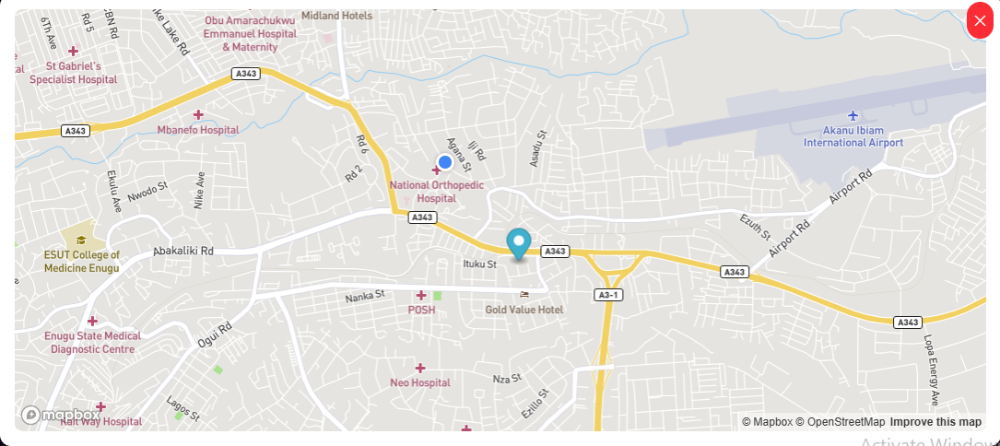 6Th Ave
Rd 5
CBN Rd
Nike Lake Rd
Obu Amarachukwu
Emmanuel Hospital
& Maternity
Midland Hotels
St Gabriel's
Specialist Hospital
A343
A343
Mbanefo Hospital
Rd 6
Rd 2
Agana St
Iji Rd
Asadu St
Akanu Ibiam
International Airport
National Orthopedic
Hospital
Ekulu Ave
Nwodo St
Nike Ave
Airport Rd
A343
Ezuth St
Airport Rd
ESUT College of
Medicine Enugu
Abakaliki Rd
Ituku St
A343
A343
Nanka St
POSH
Gold Value Hotel
A3-1
A343
Enugu State Medical
Diagnostic Centre
Ogui Rd
Lopa Energy Ave
Neo Hospital
Nza St
Ezillo St
Lagos St
mapbox
Rail Way Hospital
© Mapbox © OpenStreetMap Improve this map